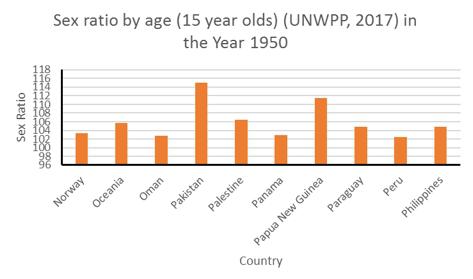 Sex ratio by age (15 year olds) (UNWPP, 2017) in
the Year 1950
118
116
114
112
110
108
106
104
102
100
98
96
Sex Ratio
Norway
Oceania
Oman
Pakistan
Palestine
Panama
Papua New Guinea
Paraguay
Peru
Philippines
Country